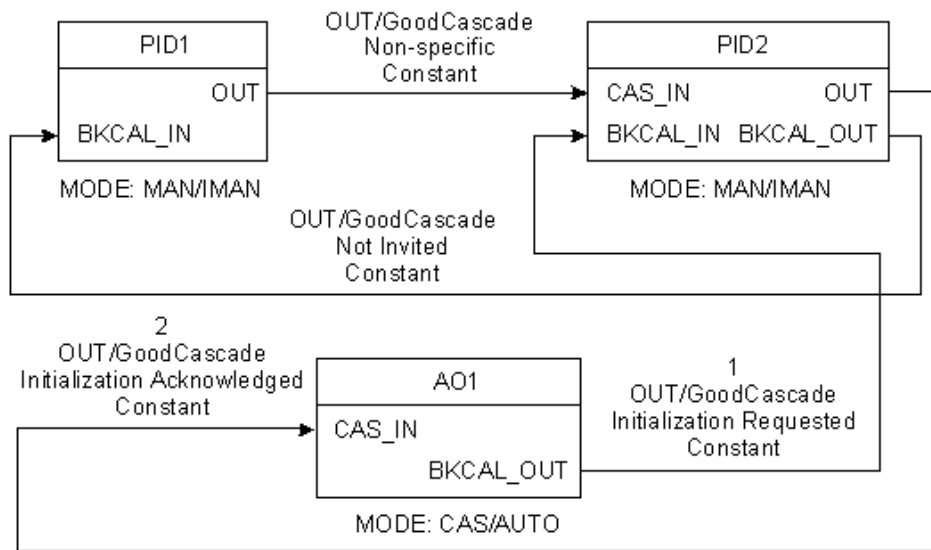 PID1
OUT
BKCAL_IN
MODE: MAN/IMAN
OUT/GoodCascade
Non-specific
Constant
PID2
CAS_IN OUT
BKCAL_IN BKCAL_OUT
MODE: MAN/IMAN
OUT/GoodCascade
Not Invited
Constant
2
OUT/GoodCascade
Initialization Acknowledged
Constant
AO1
CAS_IN
BKCAL_OUT
MODE: CAS/AUTO
1
OUT/GoodCascade
Initialization Requested
Constant